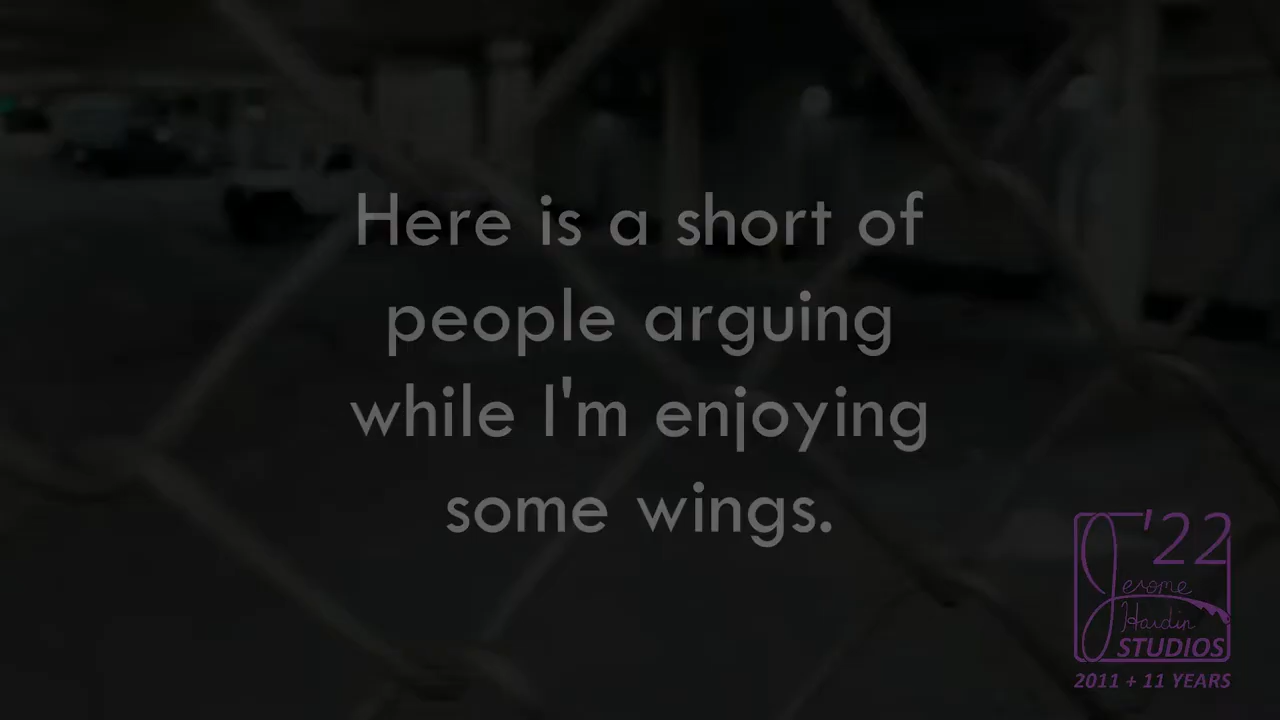 Here is a short of
people arguing
while I'm enjoying
some wings.
'22
Jerome
Hardin
STUDIOS
2011 + 11 YEARS